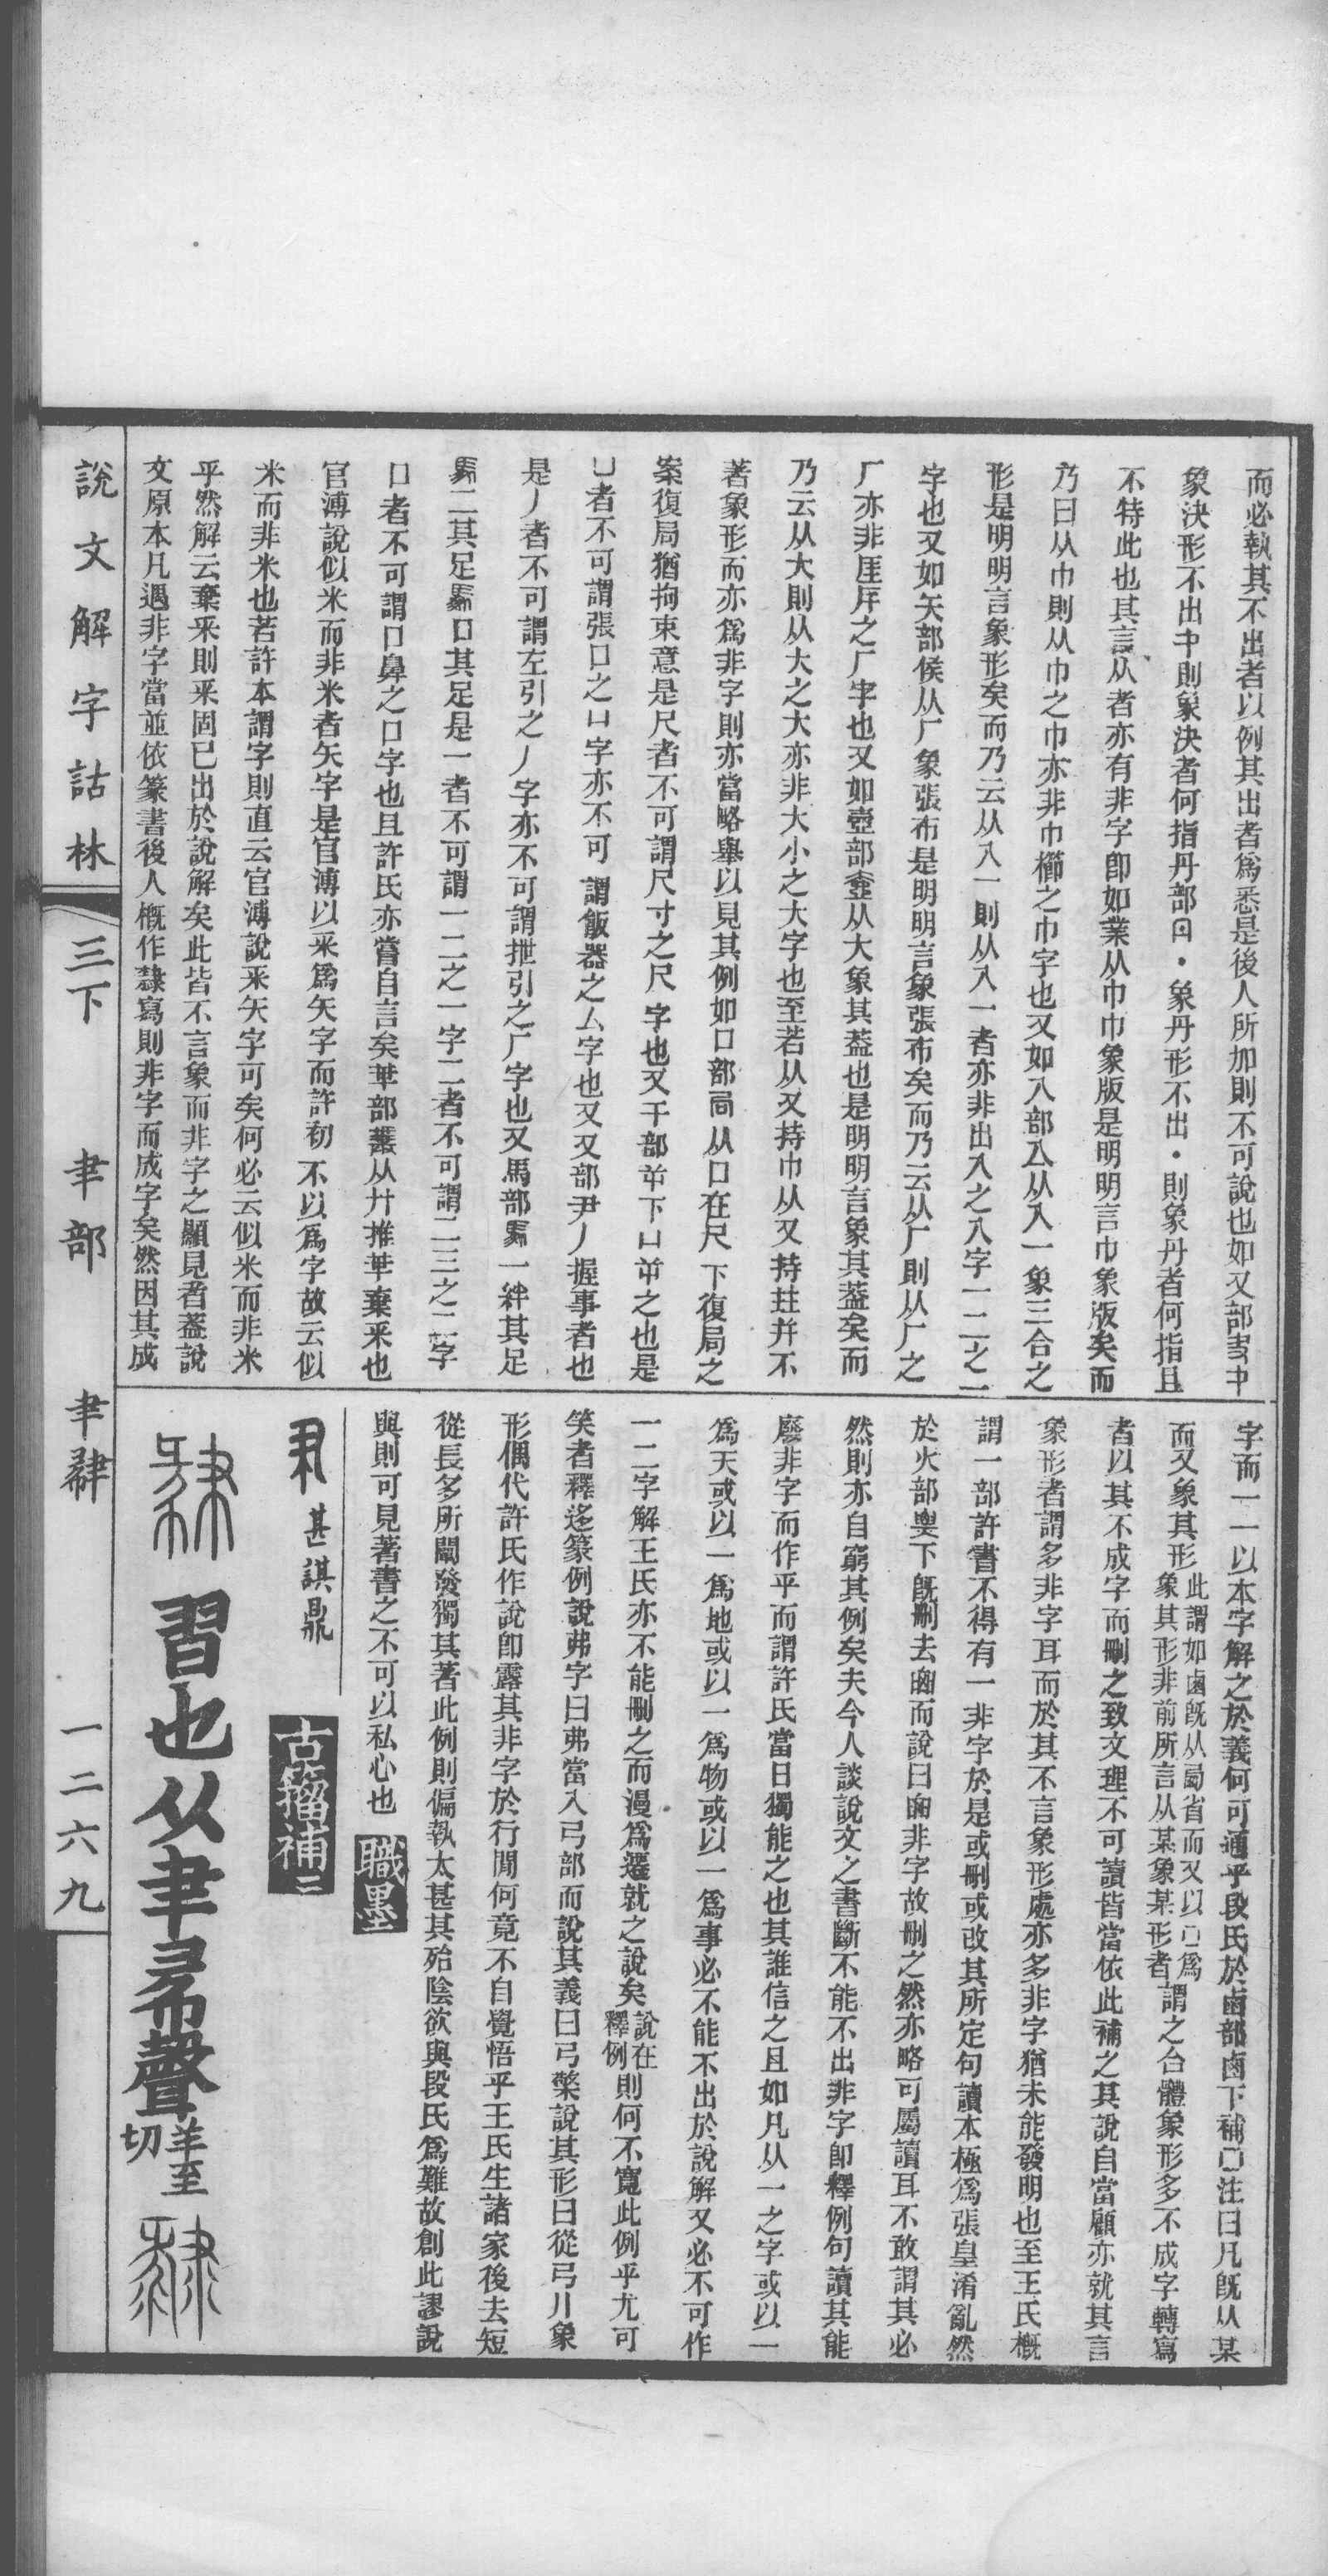 而必執其不出者以例其出者爲悉是後人所加則不可說也如又部叏
象決形不出則象決者何指丹部・象丹形不出・則象丹者何指且
不特此也其言从者亦有非字卽如業从巾巾象版是明明言巾象版矣而
乃曰从巾則从巾之巾亦非巾櫛之巾字也又如入部亼从入一象三合之
形是明明言象形矣而乃云从入一則从入一者亦非出入之入字一二之一
字也又如矢部侯从厂象張布是明明言象張布矣而乃云从厂則从厂之
厂亦非厓厈之厂字也又如壺部壺从大象其葢也是明明言象其葢矣而
乃云从大則从大之大亦非大小之大字也至若从又持巾从又持拄幷不
著象形而亦爲非字則亦當略舉以見其例如口部局从口在尺下復局之
案復局猶拘束意是尺者不可謂尺寸之尺字也又干部屰下凵屰之也是
凵者不可謂張口之凵字亦不可謂飯器之厶字也又又部尹丿握事者也
是丿者不可謂左引之丿字亦不可謂抴引之厂字也又馬部馽一絆其足
馽二其足馽口其足是一者不可謂一二之一字二者不可謂二三之二字
口者不可謂口鼻之口字也且許氏亦嘗自言矣𠦒部糞从廾推𠦒棄釆也
官溥說似米而非米者矢字是官溥以釆爲矢字而許初不以爲字故云似
米而非米也若許本謂字則直云官溥說釆矢字可矣何必云似米而非米
乎然解云棄釆則釆固已出於說解矣此皆不言象而非字之顯見者葢說
文原本凡遇非字當並依篆書後人概作隸寫則非字而成字矣然因其成
字而一一以本字解之於義何可通乎段氏於鹵部鹵下補囗注曰凡旣从某
而又象其形此謂如鹵旣从㢴省而又以囗爲象其形非前所言从某象某形者謂之合體象形多不成字轉寫
者以其不成字而刪之致文理不可讀皆當依此補之其說自當顧亦就其言
象形者謂多非字耳而於其不言象形處亦多非字猶未能發明也至王氏槪
謂一部許書不得有一非字於是或刪或改其所定句讀本極爲張皇淆亂然
於火部㷼下旣刪去囪而說曰囪非字故刪之然亦略可屬讀耳不敢謂其必
然則亦自窮其例矣夫今人談說文之書斷不能不出非字卽釋例句讀其能
廢非字而作乎而謂許氏當日獨能之也其誰信之且如凡从一之字或以一
爲天或以一爲地或以一爲物或以一爲事必不能不出於說解又必不可作
一二字解王氏亦不能刪之而漫爲遷就之說矣說在釋例則何不寬此例乎尤可
笑者釋迻篆例說弗字曰弗當入弓部而說其義曰弓檠說其形曰從弓八象
形偶代許氏作說卽露其非字於行閒何竟不自覺悟乎王氏生諸家後去短
從長多所闡發獨其著此例則偏執太甚其殆陰欲與段氏爲難故創此謬說
與則可見著書之不可以私心也 職墨
甚諆鼎 古籀補二
習也从𦘒㣇聲羊至切
說文解字詁林 三下 𦘒部 𦘒肄 一二六九